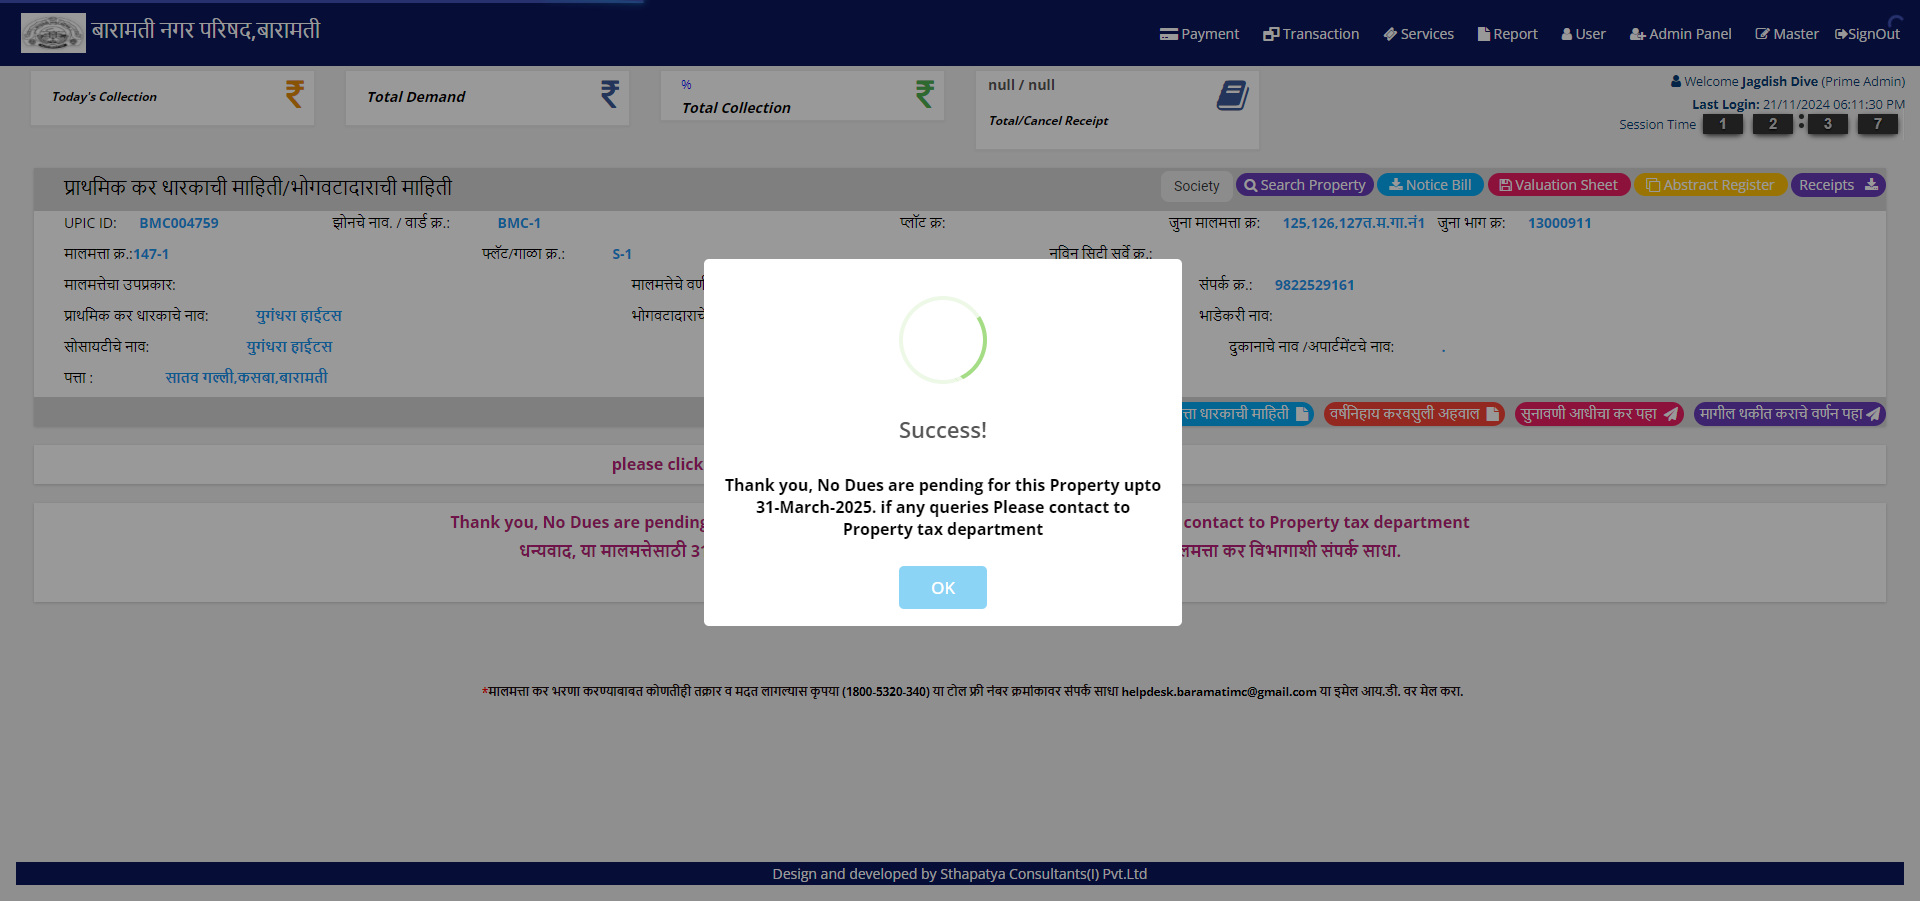 बारामती नगर परिषद,बारामती
Payment Transaction Services Report User Admin Panel Master SignOut
Today's Collection
Total Demand
%
Total Collection
null / null
Total/Cancel Receipt
Welcome Jagdish Dive (Prime Admin)
Last Login: 21/11/2024 06:11:30 PM
Session Time 1 2 : 3 7
प्राथमिक कर धारकाची माहिती/भोगवटादाराची माहिती
Society Search Property Notice Bill Valuation Sheet Abstract Register Receipts
UPIC ID: BMC004759 झोनचे नाव. / वार्ड क्र.: BMC-1 प्लॉट क्र: जुना मालमत्ता क्र: 125,126,127त.म.गा.नं1 जुना भाग क्र: 13000911
मालमत्ता क्र.:147-1 फ्लॅट/गाळा क्र.: S-1 नविन सिटी सर्वे क्र.:
मालमत्तेचा उपप्रकार: मालमत्तेचे वर्ण संपर्क क्र.: 9822529161
प्राथमिक कर धारकाचे नाव: युगंधरा हाईटस भोगवटादाराचे भाडेकरी नाव:
सोसायटीचे नाव: युगंधरा हाईटस दुकानाचे नाव /अपार्टमेंटचे नाव: .
पत्ता : सातव गल्ली,कसबा,बारामती
त्ता धारकाची माहिती वर्षनिहाय करवसुली अहवाल सुनावणी आधीचा कर पहा मागील थकीत कराचे वर्णन पहा
please click
Thank you, No Dues are pending contact to Property tax department
धन्यवाद, या मालमत्तेसाठी 31 लमत्ता कर विभागाशी संपर्क साधा.
Success!
Thank you, No Dues are pending for this Property upto
31-March-2025. if any queries Please contact to
Property tax department
OK
*मालमत्ता कर भरणा करण्याबाबत कोणतीही तक्रार व मदत लागल्यास कृपया (1800-5320-340) या टोल फ्री नंबर क्रमांकावर संपर्क साधा helpdesk.baramatimc@gmail.com या इमेल आय.डी. वर मेल करा.
Design and developed by Sthapatya Consultants(I) Pvt.Ltd